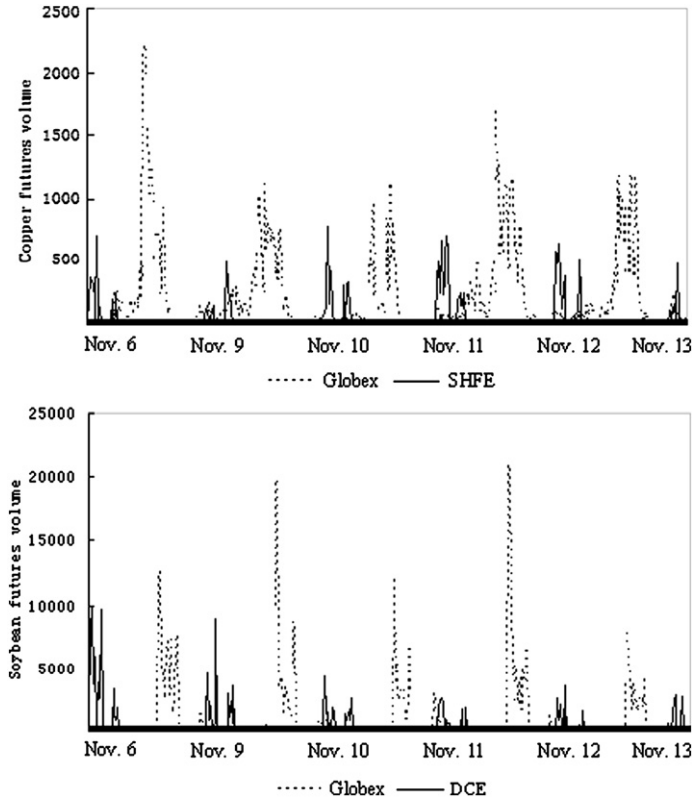 2500
2000
1500
1000
500
Copper futures volume
Nov. 6 Nov. 9 Nov. 10 Nov. 11 Nov. 12 Nov. 13
Globex SHFE
25000
20000
15000
10000
5000
Soybean futures volume
Nov. 6 Nov. 9 Nov. 10 Nov. 11 Nov. 12 Nov. 13
Globex DCE